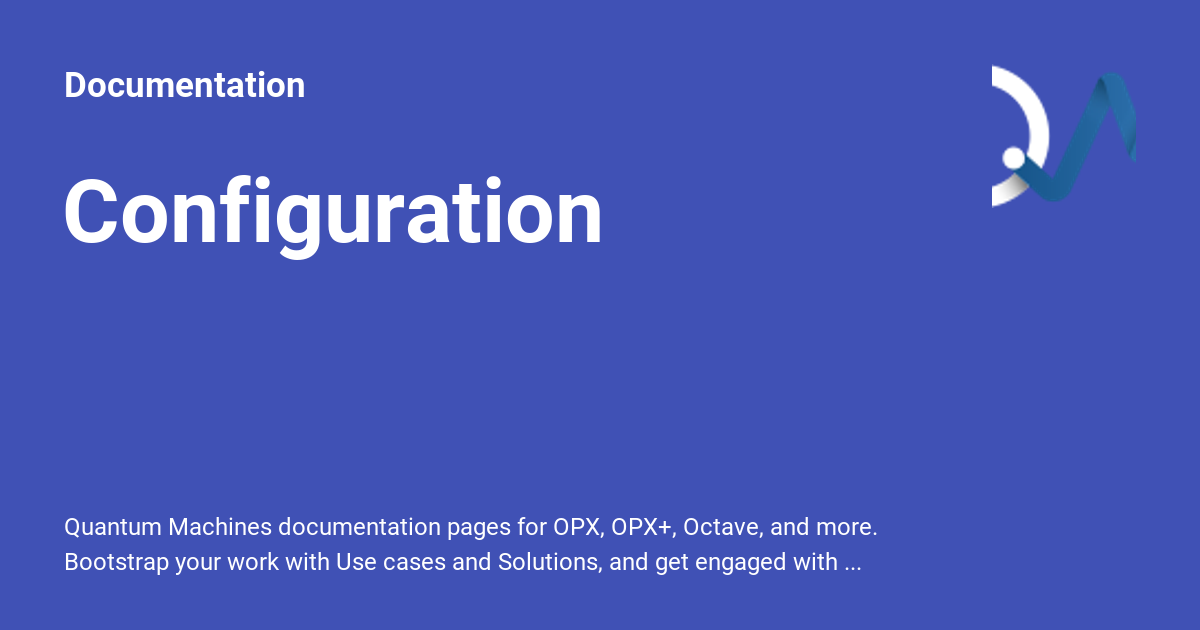 Documentation
Configuration
Quantum Machines documentation pages for OPX, OPX+, Octave, and more.
Bootstrap your work with Use cases and Solutions, and get engaged with ...